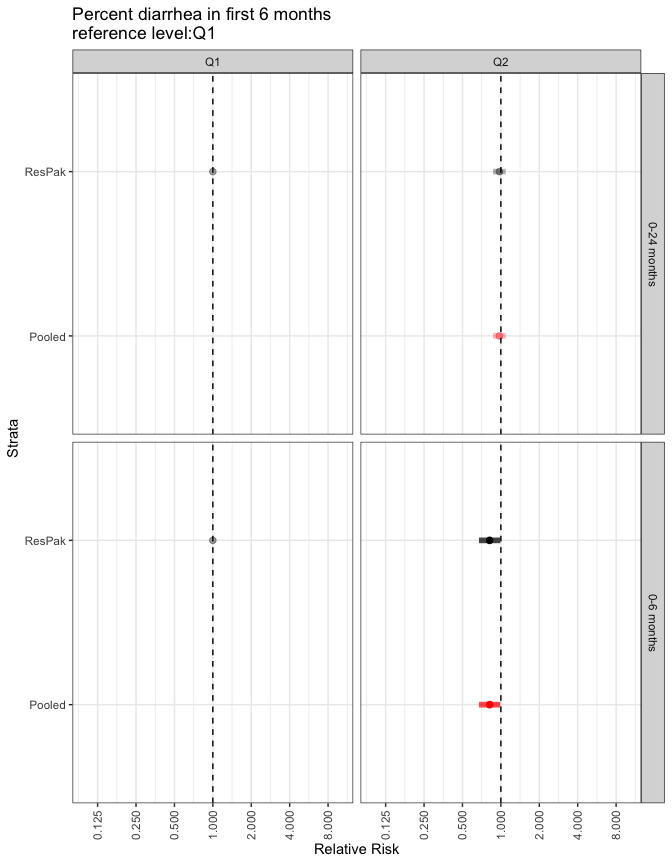 Percent diarrhea in first 6 months
reference level:Q1
Q1
Q2
ResPak
Pooled
0-24 months
ResPak
Pooled
0-6 months
Strata
0.125
0.250
0.500
1.000
2.000
4.000
8.000
0.125
0.250
0.500
1.000
2.000
4.000
8.000
Relative Risk